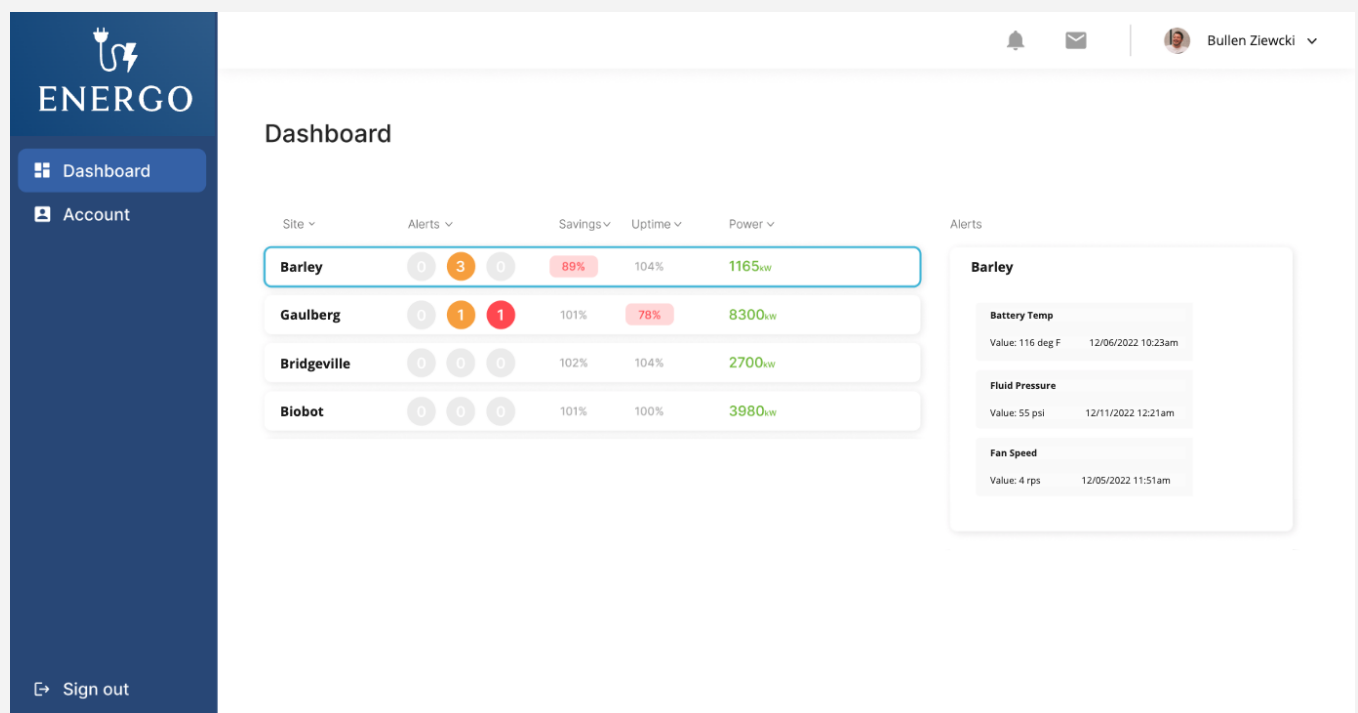 ENERGO
Bullen Ziewcki
Dashboard
Account
Sign out
Dashboard
Site Alerts Savings Uptime Power
Barley 0 3 0 89% 104% 1165kw
Gaulberg 0 1 1 101% 78% 8300kw
Bridgeville 0 0 0 102% 104% 2700kw
Biobot 0 0 0 101% 100% 3980kw
Alerts
Barley
Battery Temp
Value: 116 deg F 12/06/2022 10:23am
Fluid Pressure
Value: 55 psi 12/11/2022 12:21am
Fan Speed
Value: 4 rps 12/05/2022 11:51am